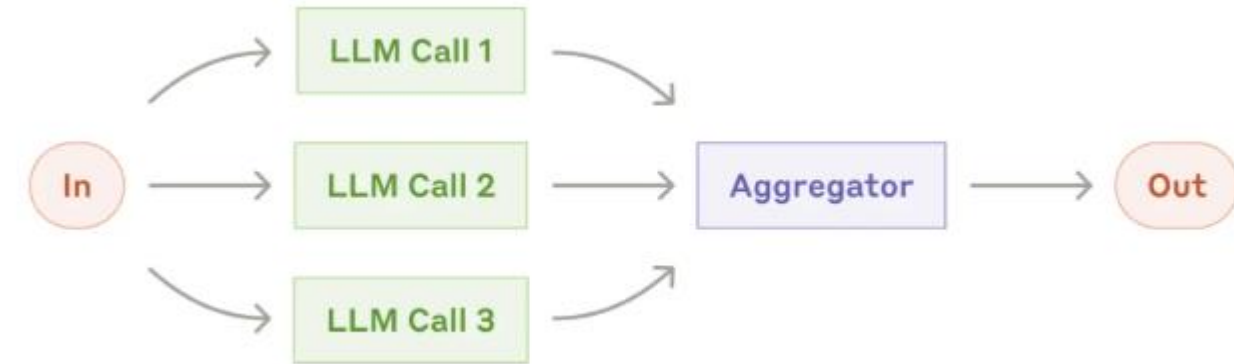 LLM Call 1
In
LLM Call 2
Aggregator
Out
LLM Call 3